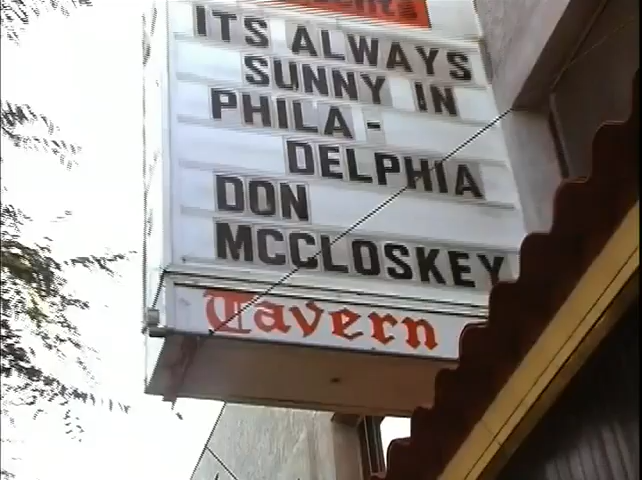 ITS ALWAYS
SUNNY IN
PHILA-
DELPHIA
DON
MCCLOSKEY
Tavern